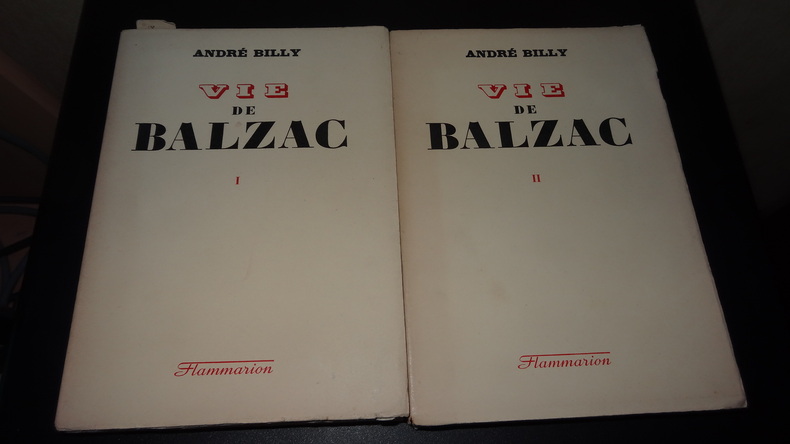 ANDRÉ BILLY
VIE
DE
BALZAC
I
Flammarion
ANDRÉ BILLY
VIE
DE
BALZAC
II
Flammarion